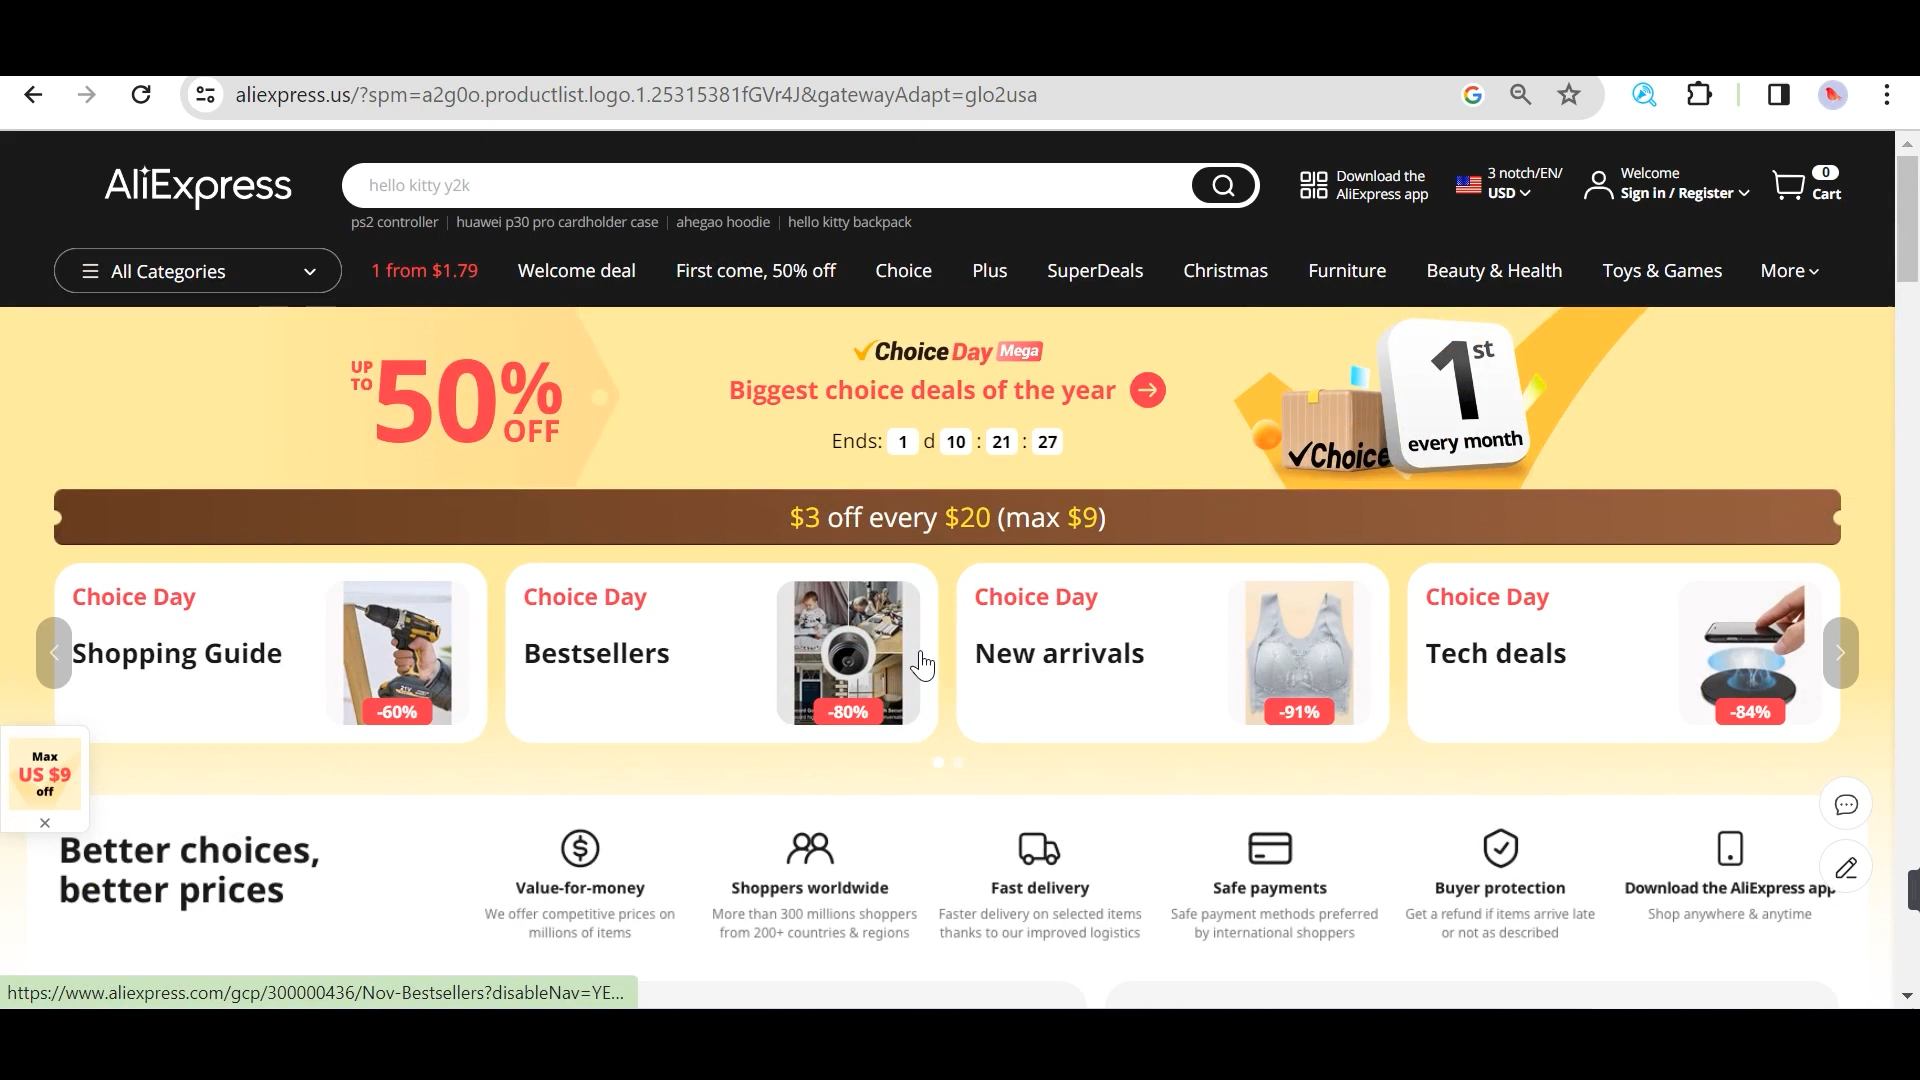 aliexpress.us/?spm=a2g0o.productlist.logo.1.25315381fGVr4J&gatewayAdapt=glo2usa
AliExpress
hello kitty y2k
Download the
AliExpress app
3 notch/EN/
USD
Welcome
Sign in / Register
0
Cart
ps2 controller
huawei p30 pro cardholder case
ahegao hoodie
hello kitty backpack
All Categories
1 from $1.79
Welcome deal
First come, 50% off
Choice
Plus
SuperDeals
Christmas
Furniture
Beauty & Health
Toys & Games
More
UP
TO
50%
OFF
Choice Day Mega
Biggest choice deals of the year
Ends: 1 d 10 : 21 : 27
Choice
1st
every month
$3 off every $20 (max $9)
Choice Day
Shopping Guide
-60%
Choice Day
Bestsellers
-80%
Choice Day
New arrivals
-91%
Choice Day
Tech deals
-84%
Max
US $9
off
Better choices,
better prices
Value-for-money
We offer competitive prices on
millions of items
Shoppers worldwide
More than 300 millions shoppers
from 200+ countries & regions
Fast delivery
Faster delivery on selected items
thanks to our improved logistics
Safe payments
Safe payment methods preferred
by international shoppers
Buyer protection
Get a refund if items arrive late
or not as described
Download the AliExpress app
Shop anywhere & anytime
https://www.aliexpress.com/gcp/300000436/Nov-Bestsellers?disableNav=YE...